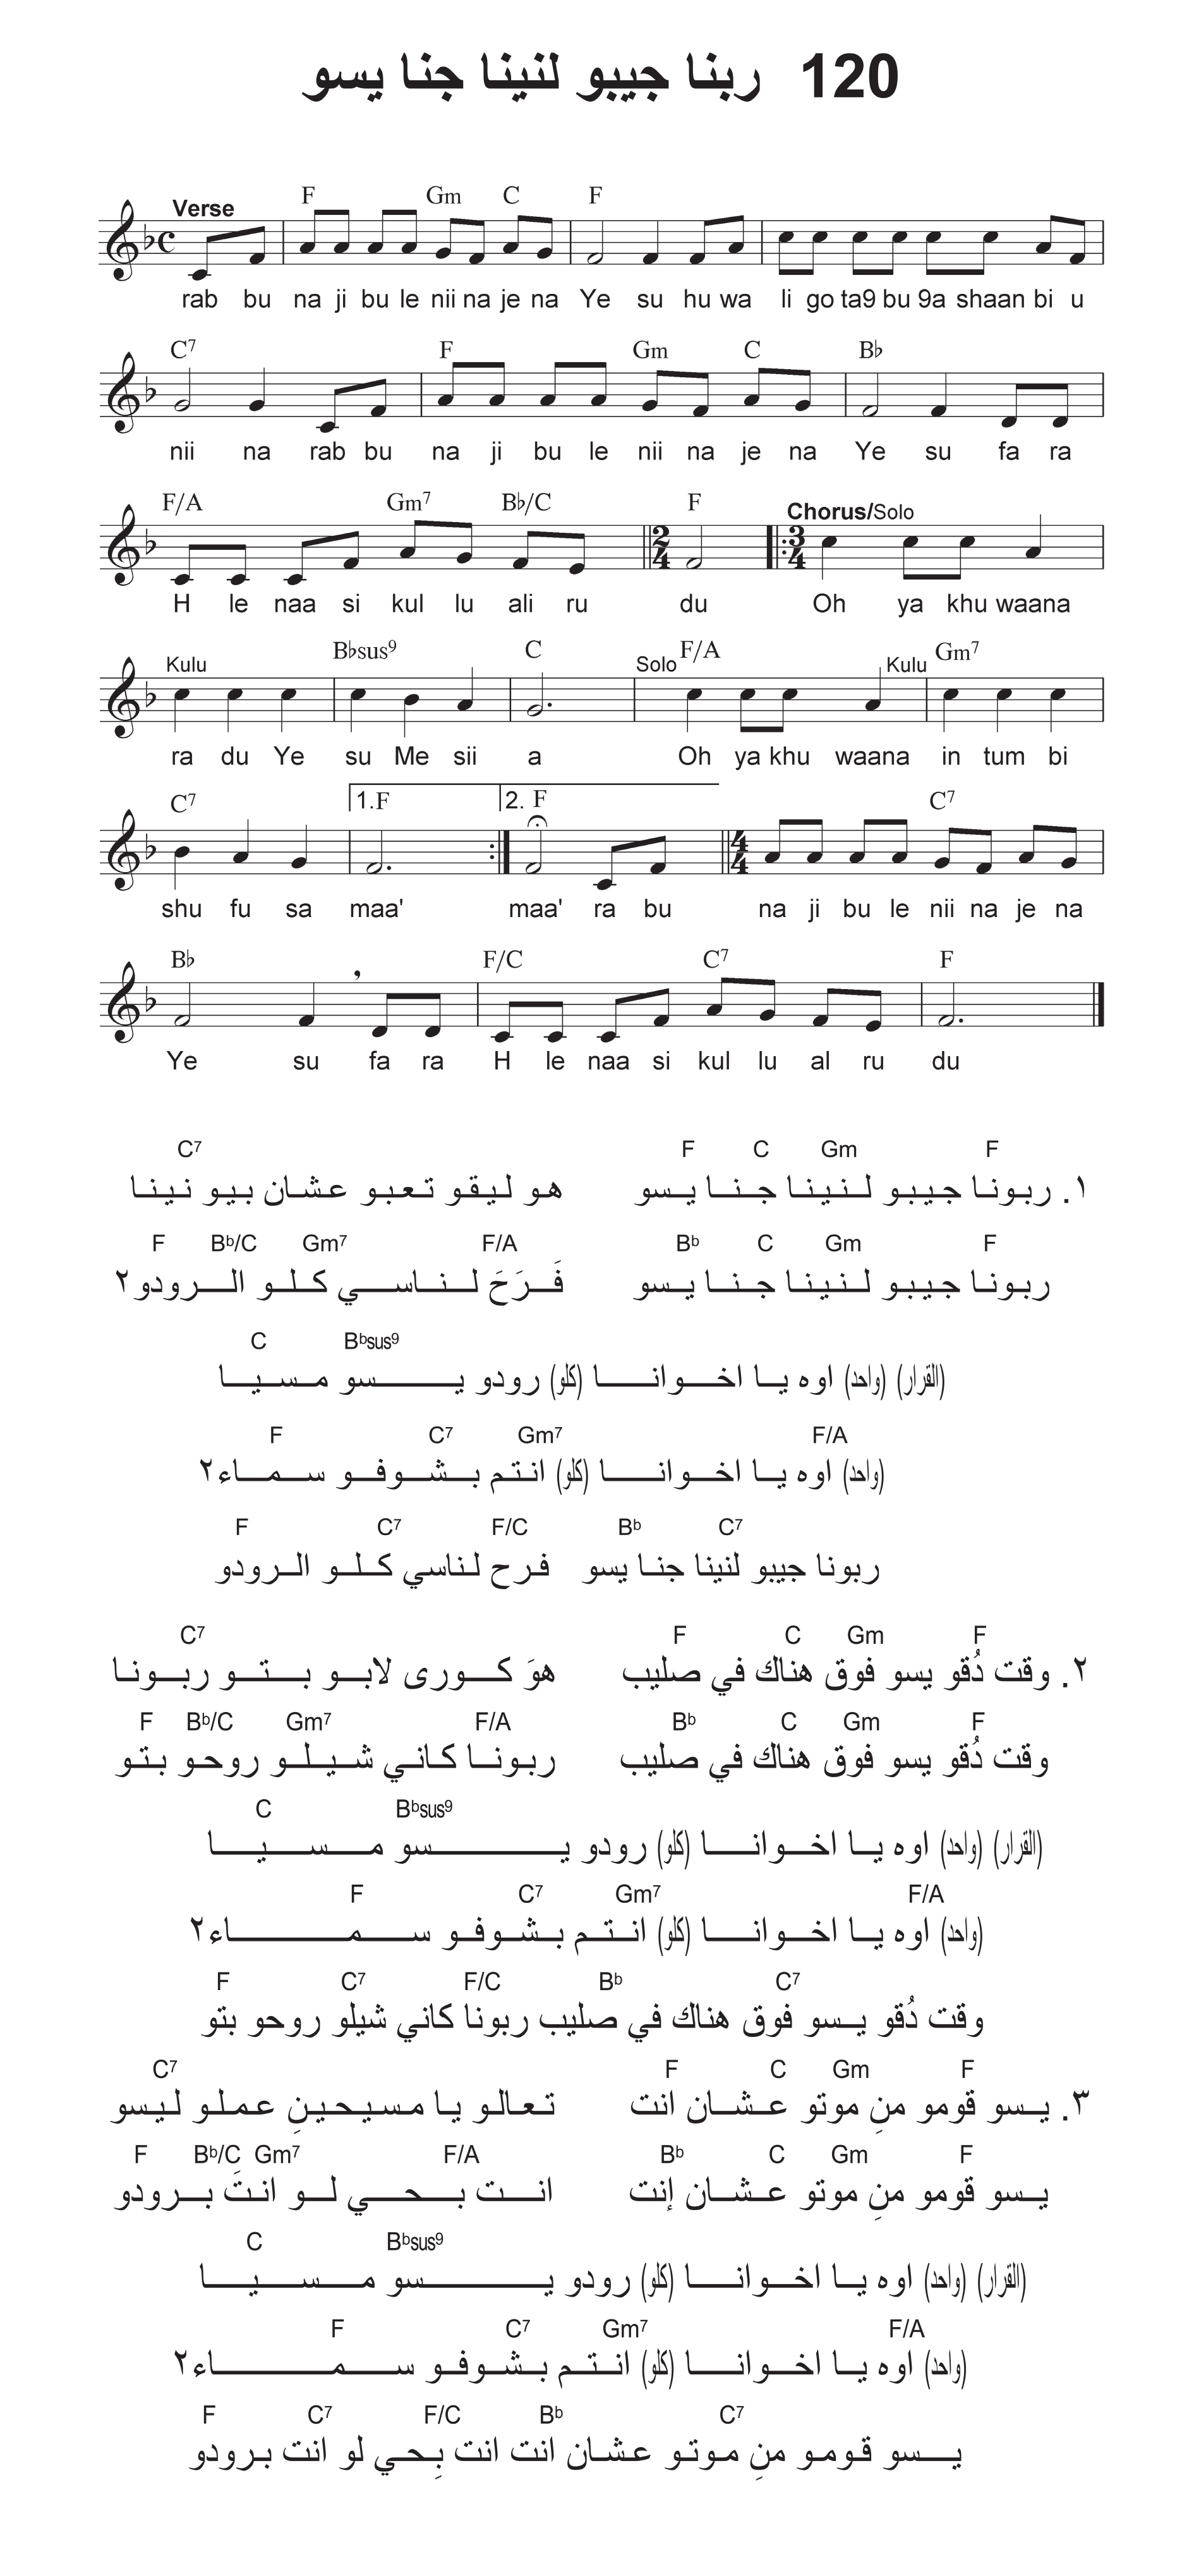 120 ربنا جيبو لنينا جنا يسو
Verse F Gm C F
rab bu na ji bu le nii na je na Ye su hu wa li go ta9 bu 9a shaan bi u
C7 F Gm C B♭
nii na rab bu na ji bu le nii na je na Ye su fa ra
F/A Gm7 B♭/C F Chorus/Solo
H le naa si kul lu ali ru du Oh ya khu waana
Kulu B♭sus9 C Solo F/A Kulu Gm7
ra du Ye su Me sii a Oh ya khu waana in tum bi
C7 1. F 2. F C7
shu fu sa maa' maa' ra bu na ji bu le nii na je na
B♭ F/C C7 F
Ye su fa ra H le naa si kul lu al ru du
C7 F C Gm F
١. ربونا جيبو لنينا جنا يسو هو ليقو تعبو عشان بيو نينا
F Bb/C Gm7 F/A Bb C Gm F
ربونا جيبو لنينا جنا يسو فَرَحَ لناسي كلو الرودو٢
C Bbsus9
(القرار) (واحد) اوه يا اخوانا (كلو) رودو يسو مسيا
F C7 Gm7 F/A
(واحد) اوه يا اخوانا (كلو) انتم بشوفو سماء٢
F C7 F/C Bb C7
ربونا جيبو لنينا جنا يسو فرح لناسي كلو الرودو
C7 F C Gm F
٢. وقت دُقو يسو فوق هناك في صليب هوَ كورى لابو بتو ربونا
F Bb/C Gm7 F/A Bb C Gm F
وقت دُقو يسو فوق هناك في صليب ربونا كاني شيلو روحو بتو
C Bbsus9
(القرار) (واحد) اوه يا اخوانا (كلو) رودو يسو مسيا
F C7 Gm7 F/A
(واحد) اوه يا اخوانا (كلو) انتم بشوفو سماء٢
F C7 F/C Bb C7
وقت دُقو يسو فوق هناك في صليب ربونا كاني شيلو روحو بتو
C7 F C Gm F
٣. يسو قومو منِ موتو عشان انت تعالو يا مسيحينِ عملو ليسو
F Bb/C Gm7 F/A Bb C Gm F
يسو قومو منِ موتو عشان إنت انت بحي لو انتَ برودو
C Bbsus9
(القرار) (واحد) اوه يا اخوانا (كلو) رودو يسو مسيا
F C7 Gm7 F/A
(واحد) اوه يا اخوانا (كلو) انتم بشوفو سماء٢
F C7 F/C Bb C7
يسو قومو منِ موتو عشان انت انت بِحي لو انت برودو